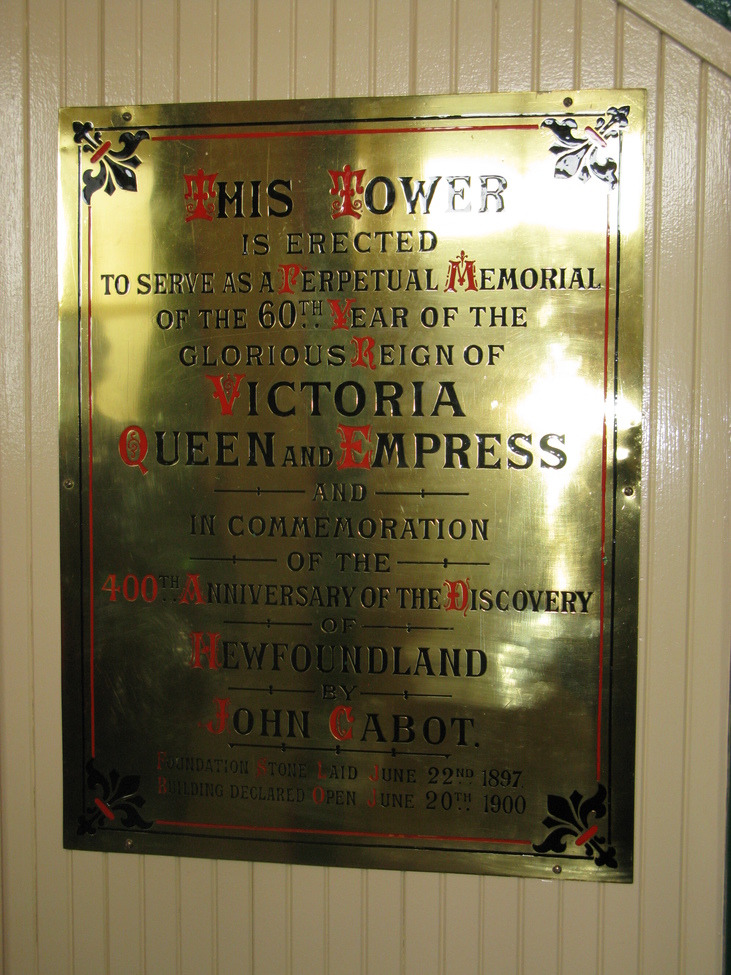 THIS TOWER
IS ERECTED
TO SERVE AS A PERPETUAL MEMORIAL
OF THE 60TH YEAR OF THE
GLORIOUS REIGN OF
VICTORIA
QUEEN AND EMPRESS
AND
IN COMMEMORATION
OF THE
400TH ANNIVERSARY OF THE DISCOVERY
OF
NEWFOUNDLAND
BY
JOHN CABOT.
FOUNDATION STONE LAID JUNE 22ND 1897.
BUILDING DECLARED OPEN JUNE 20TH 1900